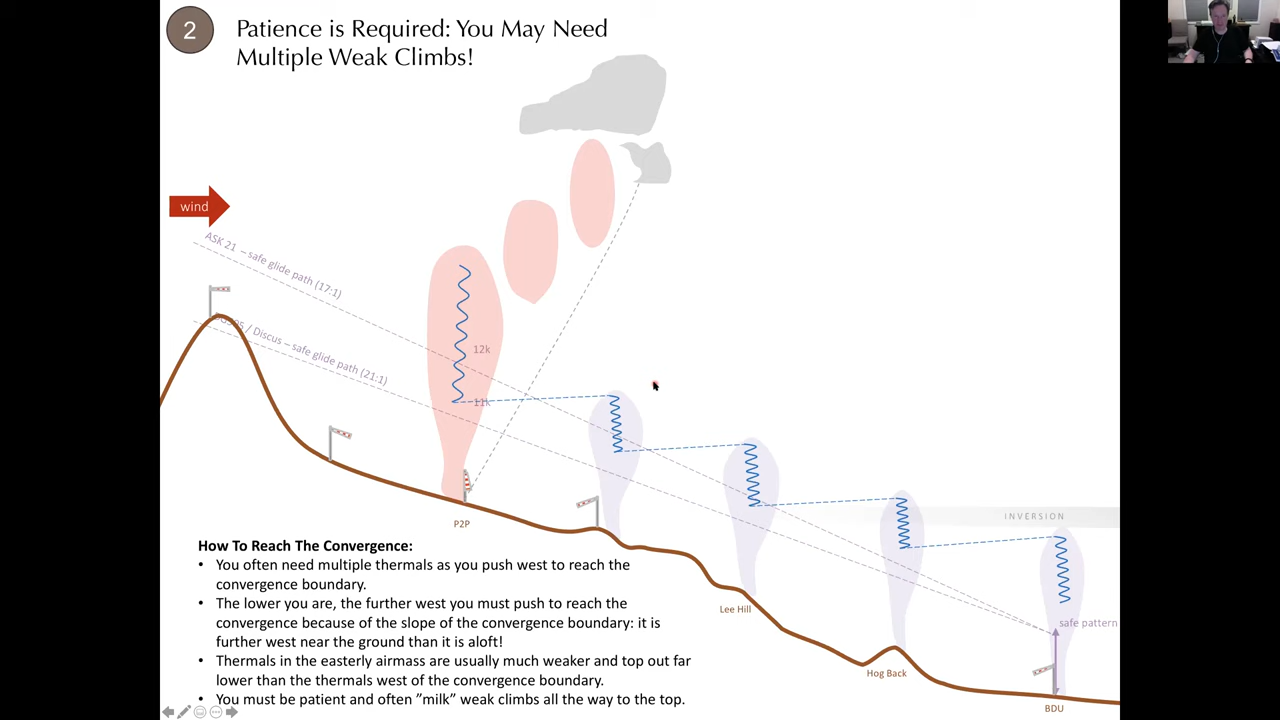 2
Patience is Required: You May Need
Multiple Weak Climbs!
wind
ASK 21 – safe glide path (17:1)
/ Discus – safe glide path (21:1)
12k
11k
INVERSION
safe pattern
P2P
Lee Hill
Hog Back
BDU
How To Reach The Convergence:
• You often need multiple thermals as you push west to reach the
convergence boundary.
• The lower you are, the further west you must push to reach the
convergence because of the slope of the convergence boundary: it is
further west near the ground than it is aloft!
• Thermals in the easterly airmass are usually much weaker and top out far
lower than the thermals west of the convergence boundary.
• You must be patient and often ”milk” weak climbs all the way to the top.